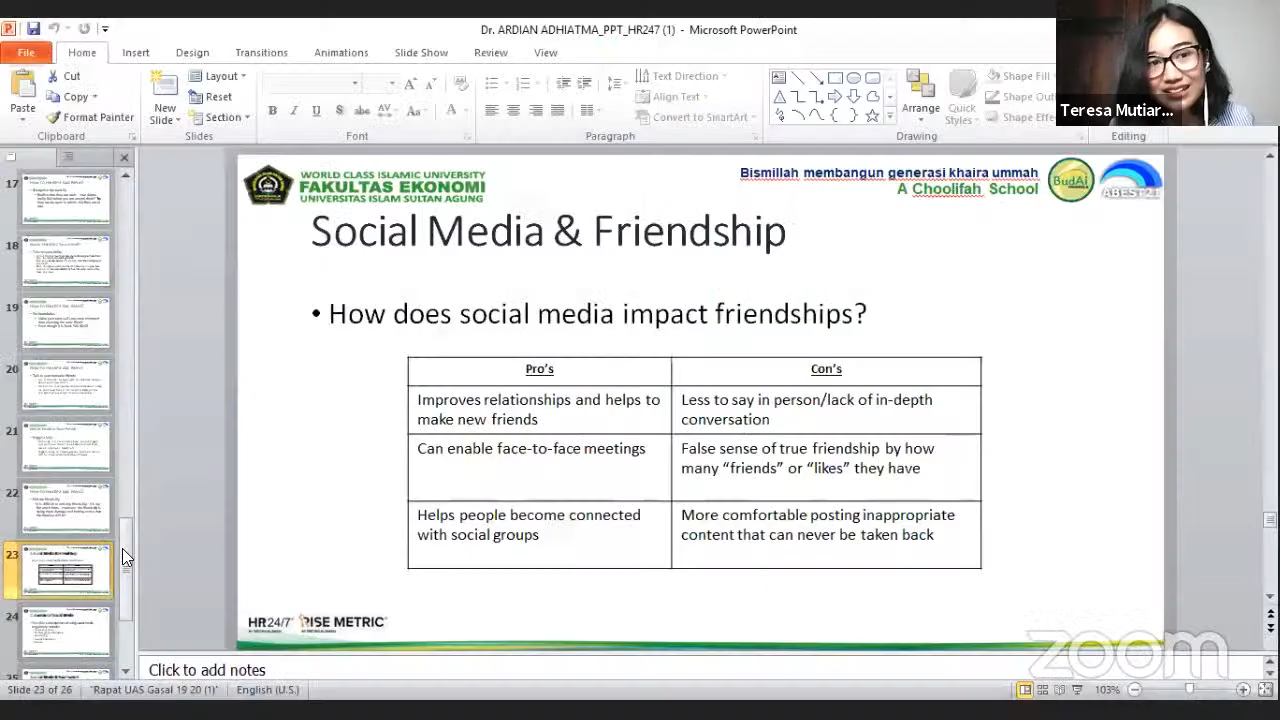 Dr. ARDIAN ADHIATMA_PPT_HR247 (1) - Microsoft PowerPoint
File Home Insert Design Transitions Animations Slide Show Review View
Paste
Cut
Copy
Format Painter
Clipboard
New
Slide
Layout
Reset
Section
Slides
B I U S abc AV Aa A
Font
Text Direction
Align Text
Convert to SmartArt
Paragraph
Arrange
Quick
Styles
Shape Fill
Shape Out
Shape Effe
Drawing
Editing
Teresa Mutiar...
17
18
19
20
21
22
23
24
WORLD CLASS ISLAMIC UNIVERSITY
FAKULTAS EKONOMI
UNIVERSITAS ISLAM SULTAN AGUNG
Bismillah membangun generasi khaira ummah
A Choolifah School
BudAi
ABEST21
Social Media & Friendship
• How does social media impact friendships?
Pro's Con's
Improves relationships and helps to
make new friends
Less to say in person/lack of in-depth
conversation
Can enable face-to-face meetings
False sense of true friendship by how
many “friends” or “likes” they have
Helps people become connected
with social groups
More comfortable posting inappropriate
content that can never be taken back
HR24/7 RISE METRIC
zoom
Click to add notes
Slide 23 of 26 "Rapat UAS Gasal 19 20 (1)" English (U.S.) 103%